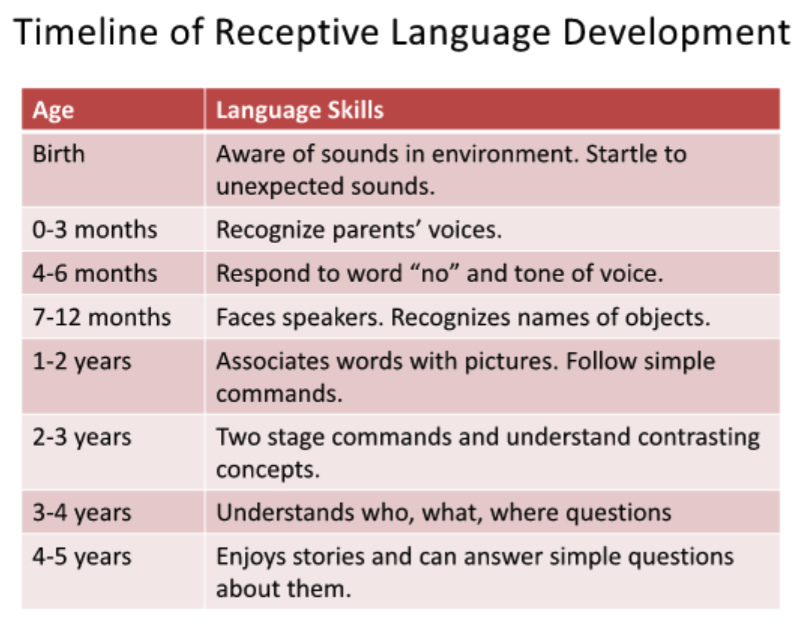 Timeline of Receptive Language Development
Age Language Skills
Birth Aware of sounds in environment. Startle to
unexpected sounds.
0-3 months Recognize parents’ voices.
4-6 months Respond to word “no” and tone of voice.
7-12 months Faces speakers. Recognizes names of objects.
1-2 years Associates words with pictures. Follow simple
commands.
2-3 years Two stage commands and understand contrasting
concepts.
3-4 years Understands who, what, where questions
4-5 years Enjoys stories and can answer simple questions
about them.